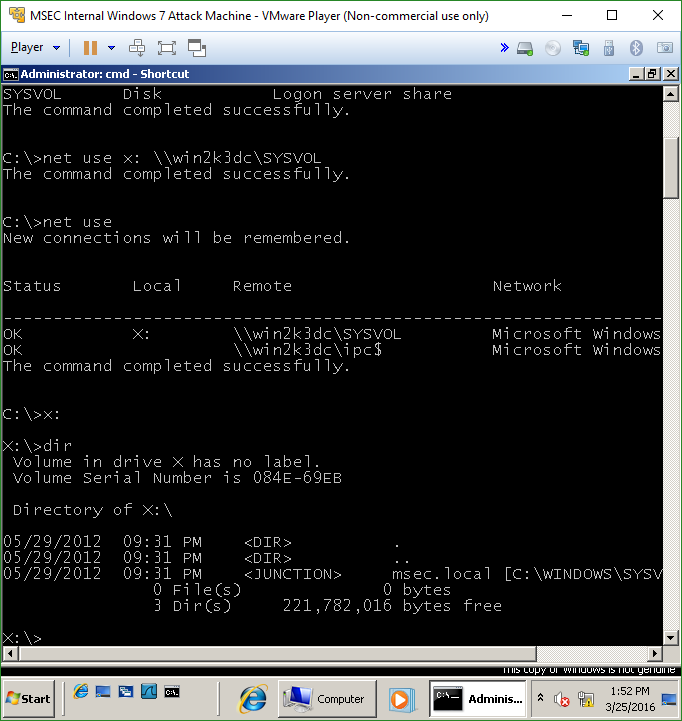 MSEC Internal Windows 7 Attack Machine - VMware Player (Non-commercial use only)
Player
Administrator: cmd - Shortcut
SYSVOL Disk Logon server share
The command completed successfully.
C:\>net use x: \\win2k3dc\SYSVOL
The command completed successfully.
C:\>net use
New connections will be remembered.
Status Local Remote Network
-------------------------------------------------------------------------------
OK X: \\win2k3dc\SYSVOL Microsoft Windows
OK \\win2k3dc\ipc$ Microsoft Windows
The command completed successfully.
C:\>x:
X:\>dir
Volume in drive X has no label.
Volume Serial Number is 084E-69EB
Directory of X:\
05/29/2012 09:31 PM <DIR> .
05/29/2012 09:31 PM <DIR> ..
05/29/2012 09:31 PM <JUNCTION> msec.local [C:\WINDOWS\SYSV
0 File(s) 0 bytes
3 Dir(s) 221,782,016 bytes free
X:\>
This copy of Windows is not genuine
Start
Computer
Adminis...
1:52 PM
3/25/2016